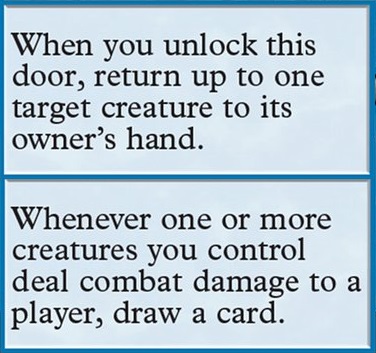 When you unlock this
door, return up to one
target creature to its
owner's hand.
Whenever one or more
creatures you control
deal combat damage to a
player, draw a card.